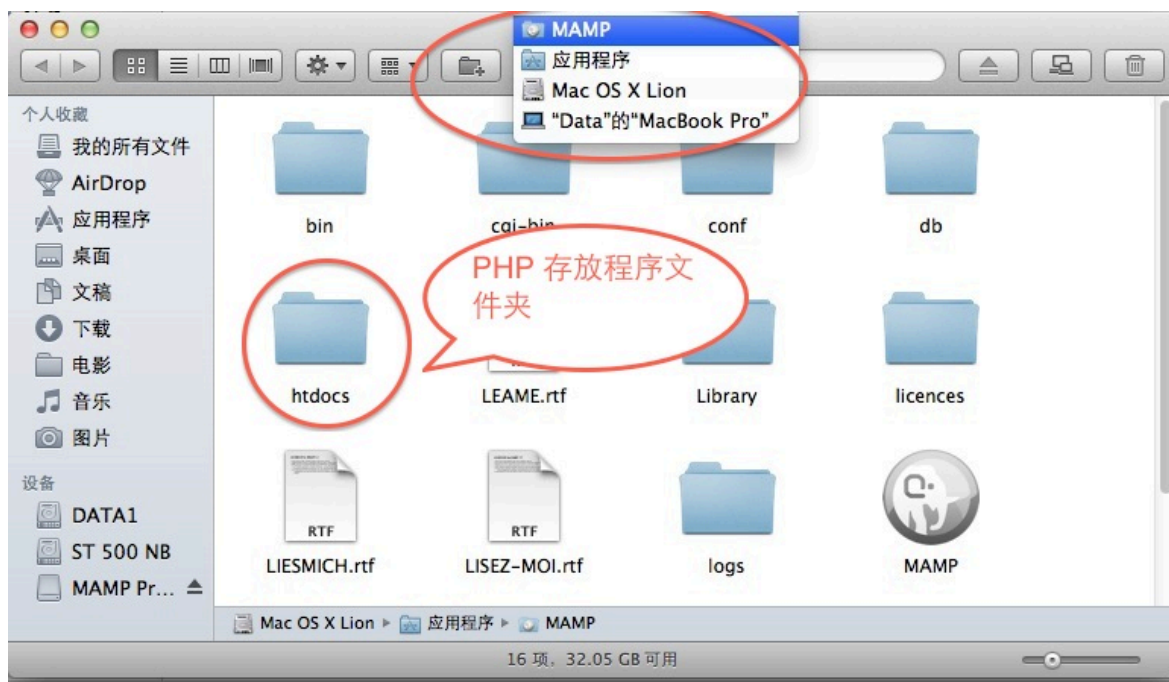 MAMP
应用程序
Mac OS X Lion
“Data”的“MacBook Pro”
个人收藏
我的所有文件
AirDrop
应用程序
桌面
文稿
下载
电影
音乐
图片
设备
DATA1
ST 500 NB
MAMP Pr...
bin
cgi-bin
conf
db
PHP 存放程序文
件夹
htdocs
LEAME.rtf
Library
licences
RTF
RTF
LIESMICH.rtf
LISEZ-MOI.rtf
logs
MAMP
Mac OS X Lion ▸ 应用程序 ▸ MAMP
16 项，32.05 GB 可用